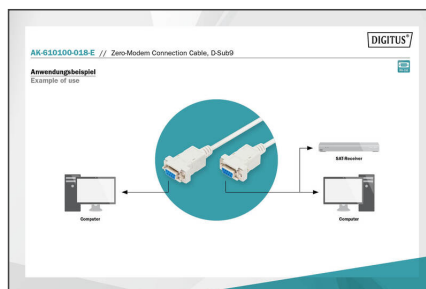 DIGITUS®
AK-610100-018-E // Zero-Modem Connection Cable, D-Sub9
Anwendungsbeispiel
Example of use
SAT-Receiver
Computer
Computer